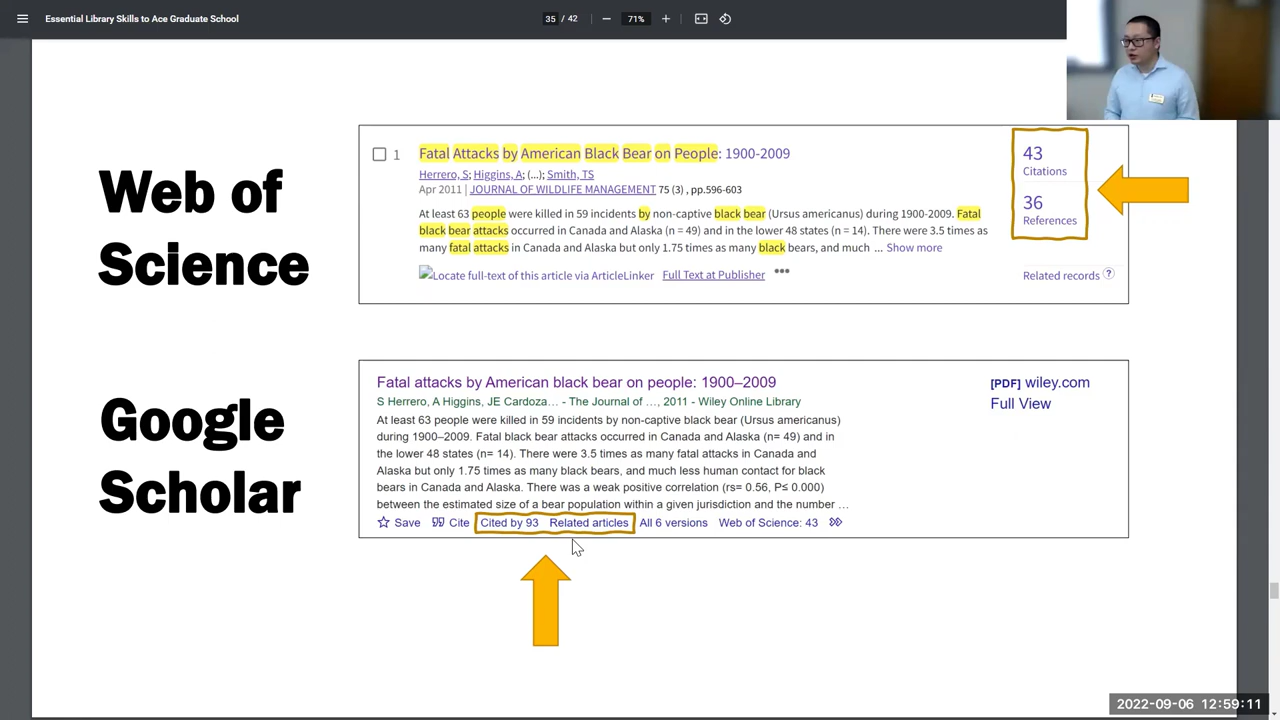 Essential Library Skills to Ace Graduate School
35 / 42
71%
Web of
Science
1 Fatal Attacks by American Black Bear on People: 1900-2009
Herrero, S; Higgins, A; (...); Smith, TS
Apr 2011 | JOURNAL OF WILDLIFE MANAGEMENT 75 (3) , pp.596-603
At least 63 people were killed in 59 incidents by non-captive black bear (Ursus americanus) during 1900-2009. Fatal
black bear attacks occurred in Canada and Alaska (n = 49) and in the lower 48 states (n = 14). There were 3.5 times as
many fatal attacks in Canada and Alaska but only 1.75 times as many black bears, and much ... Show more
Locate full-text of this article via ArticleLinker Full Text at Publisher •••
43
Citations
36
References
Related records ?
Google
Scholar
Fatal attacks by American black bear on people: 1900–2009
S Herrero, A Higgins, JE Cardoza… - The Journal of …, 2011 - Wiley Online Library
At least 63 people were killed in 59 incidents by non-captive black bear (Ursus americanus)
during 1900–2009. Fatal black bear attacks occurred in Canada and Alaska (n= 49) and in
the lower 48 states (n= 14). There were 3.5 times as many fatal attacks in Canada and
Alaska but only 1.75 times as many black bears, and much less human contact for black
bears in Canada and Alaska. There was a weak positive correlation (rs= 0.56, P≤ 0.000)
between the estimated size of a bear population within a given jurisdiction and the number …
Save Cite Cited by 93 Related articles All 6 versions Web of Science: 43
[PDF] wiley.com
Full View
2022-09-06 12:59:11